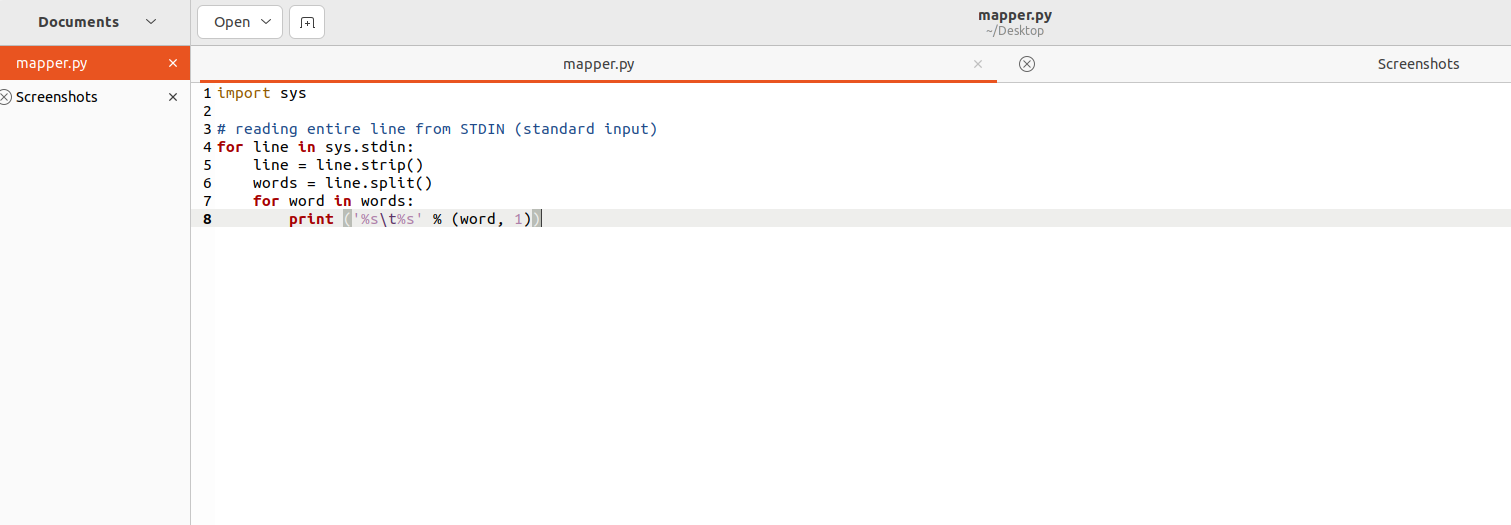 Documents
Open
mapper.py
~/Desktop
mapper.py
Screenshots
mapper.py
Screenshots
1 import sys
2
3 # reading entire line from STDIN (standard input)
4 for line in sys.stdin:
5     line = line.strip()
6     words = line.split()
7     for word in words:
8         print ('%s\t%s' % (word, 1))